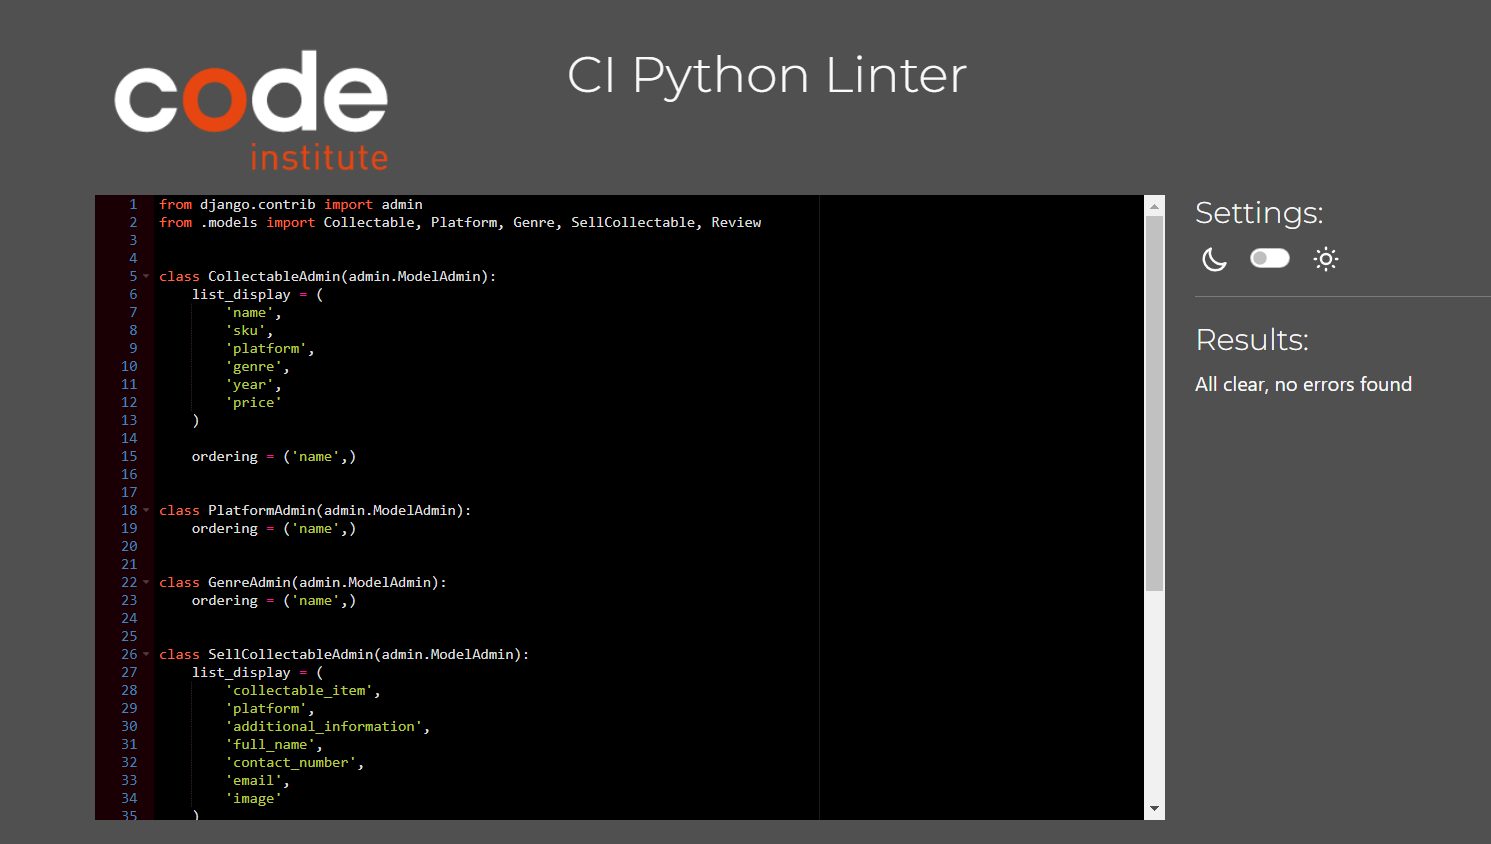 code
institute
CI Python Linter
1 from django.contrib import admin
2 from .models import Collectable, Platform, Genre, SellCollectable, Review
3
4
5 class CollectableAdmin(admin.ModelAdmin):
6     list_display = (
7         'name',
8         'sku',
9         'platform',
10         'genre',
11         'year',
12         'price'
13     )
14
15     ordering = ('name',)
16
17
18 class PlatformAdmin(admin.ModelAdmin):
19     ordering = ('name',)
20
21
22 class GenreAdmin(admin.ModelAdmin):
23     ordering = ('name',)
24
25
26 class SellCollectableAdmin(admin.ModelAdmin):
27     list_display = (
28         'collectable_item',
29         'platform',
30         'additional_information',
31         'full_name',
32         'contact_number',
33         'email',
34         'image'
35     )
Settings:
Results:
All clear, no errors found